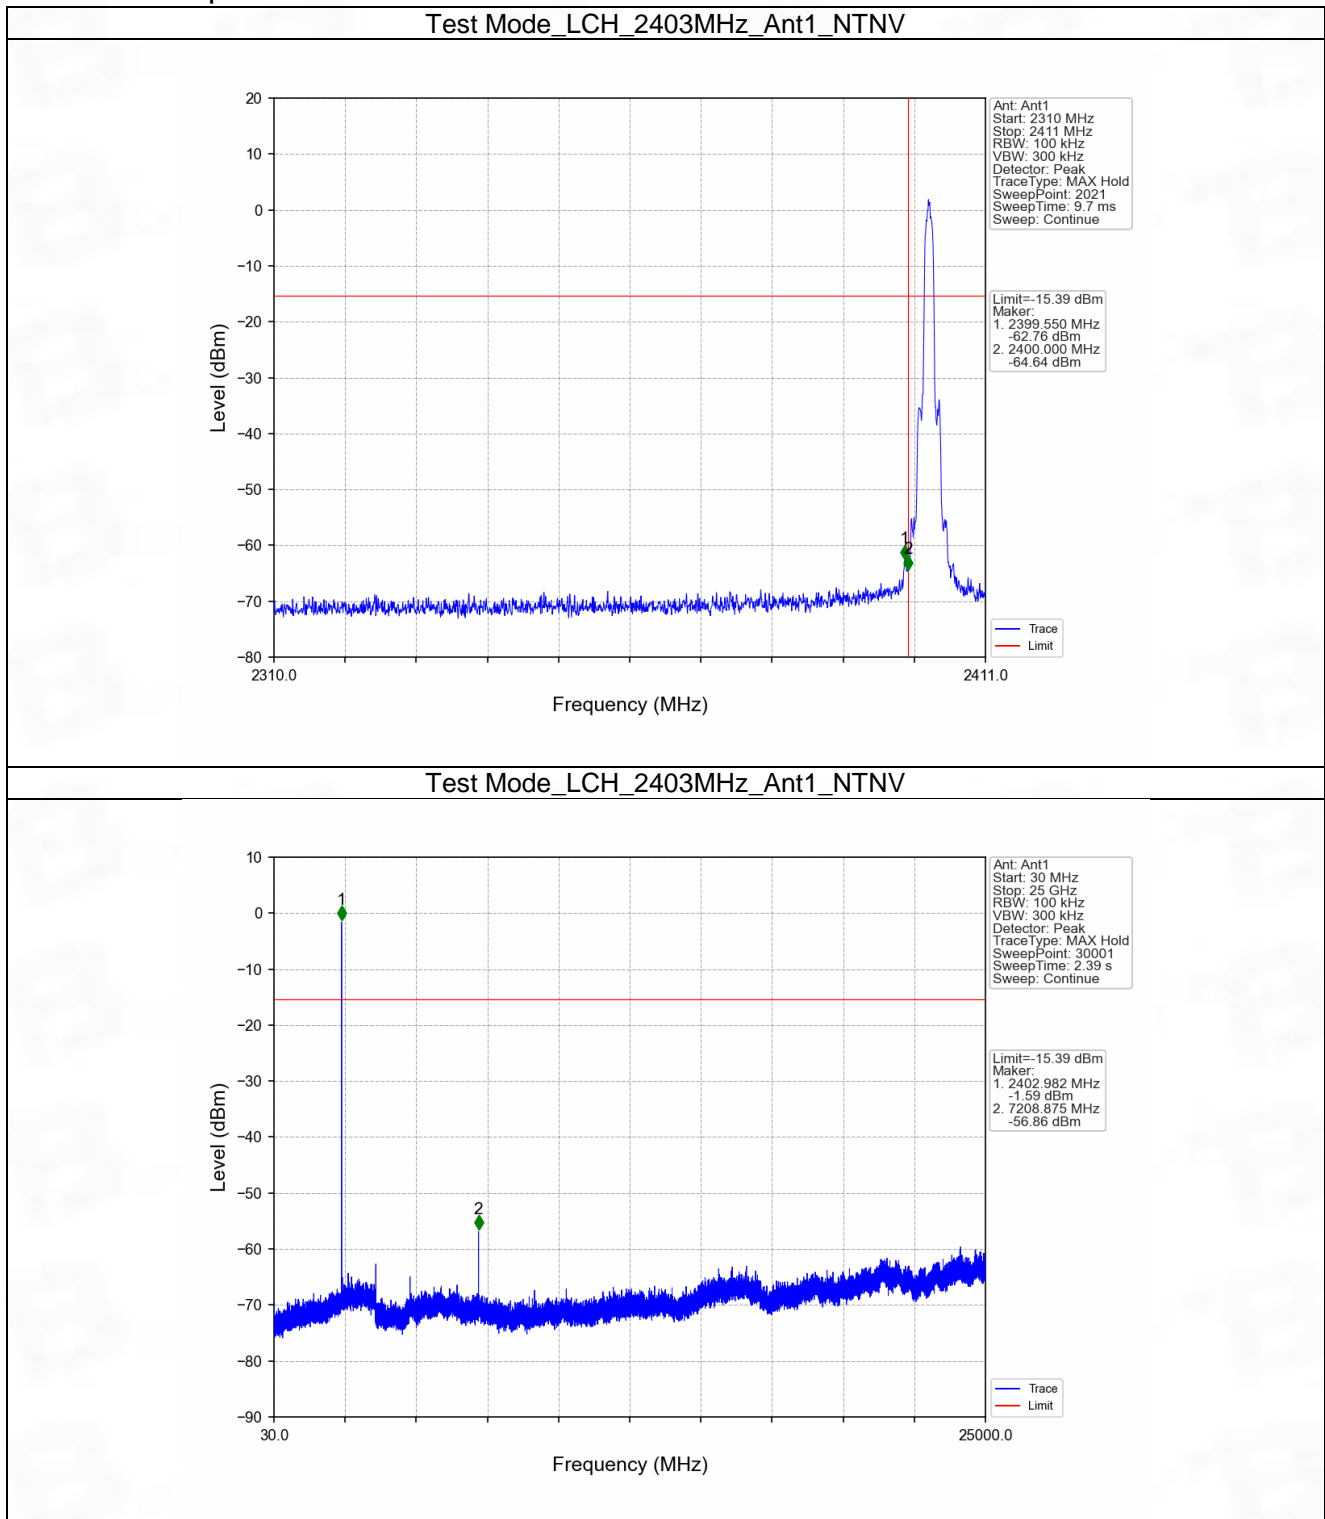 Test Mode_LCH_2403MHz_Ant1_NTNV
20
10
0
−10
−20
−30
−40
−50
−60
−70
−80
Level (dBm)
1
2
2310.0
2411.0
Frequency (MHz)
Ant: Ant1
Start: 2310 MHz
Stop: 2411 MHz
RBW: 100 kHz
VBW: 300 kHz
Detector: Peak
TraceType: MAX Hold
SweepPoint: 2021
SweepTime: 9.7 ms
Sweep: Continue
Limit=-15.39 dBm
Maker:
1. 2399.550 MHz
-62.76 dBm
2. 2400.000 MHz
-64.64 dBm
Trace
Limit
Test Mode_LCH_2403MHz_Ant1_NTNV
10
0
−10
−20
−30
−40
−50
−60
−70
−80
−90
Level (dBm)
1
2
30.0
25000.0
Frequency (MHz)
Ant: Ant1
Start: 30 MHz
Stop: 25 GHz
RBW: 100 kHz
VBW: 300 kHz
Detector: Peak
TraceType: MAX Hold
SweepPoint: 30001
SweepTime: 2.39 s
Sweep: Continue
Limit=-15.39 dBm
Maker:
1. 2402.982 MHz
-1.59 dBm
2. 7208.875 MHz
-56.86 dBm
Trace
Limit